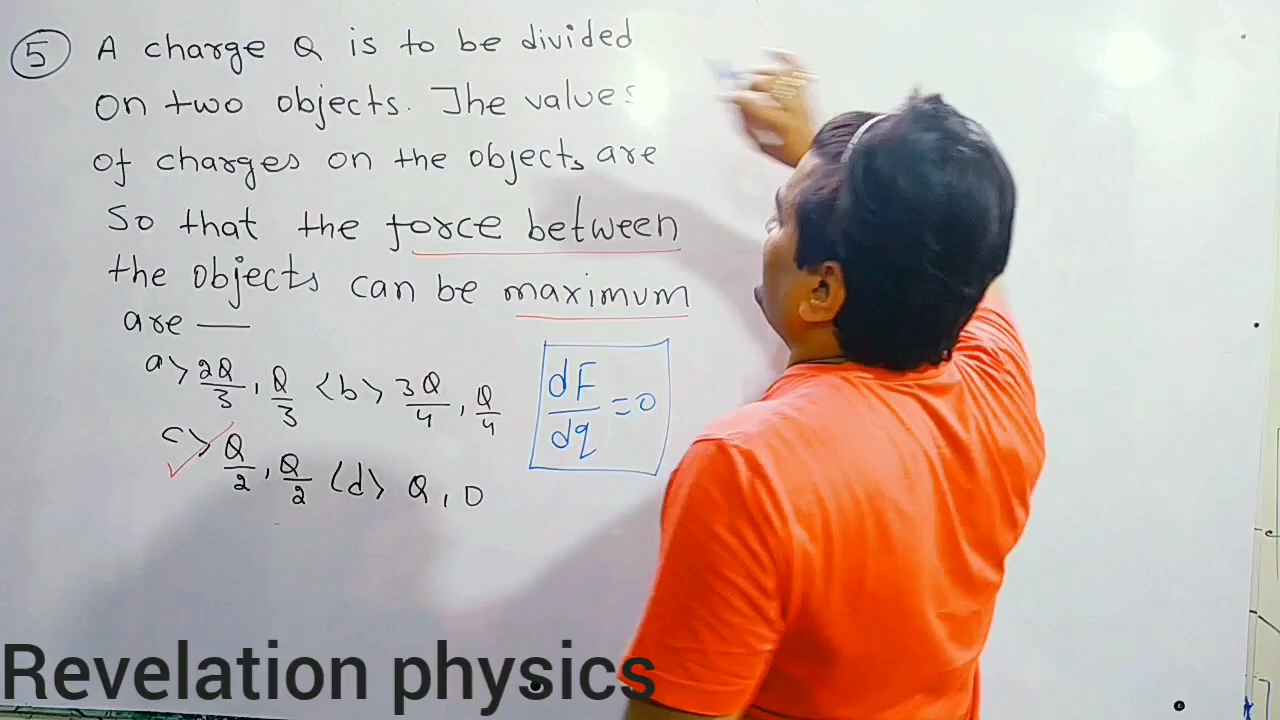 5 A charge Q is to be divided
on two objects. The values
of charges on the objects are
so that the force between
the objects can be maximum
are —
a> 2Q/3, Q/3 <b> 3Q/4, Q/4
c> Q/2, Q/2 <d> Q, 0
dF/dq = 0
Revelation physics